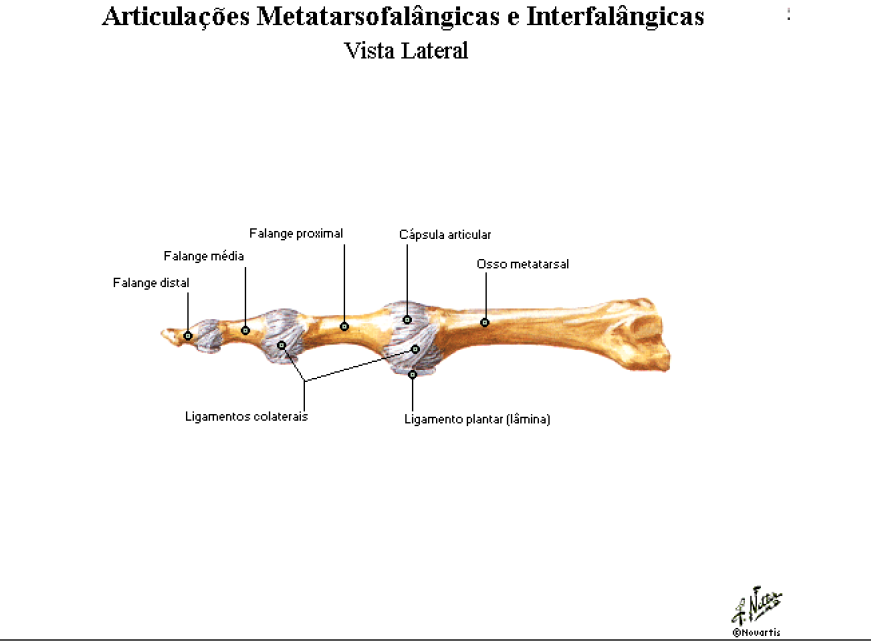 Articulações Metatarsofalângicas e Interfalângicas
Vista Lateral
Falange proximal
Cápsula articular
Falange média
Osso metatarsal
Falange distal
Ligamentos colaterais
Ligamento plantar (lâmina)
F. Netter
©Novartis